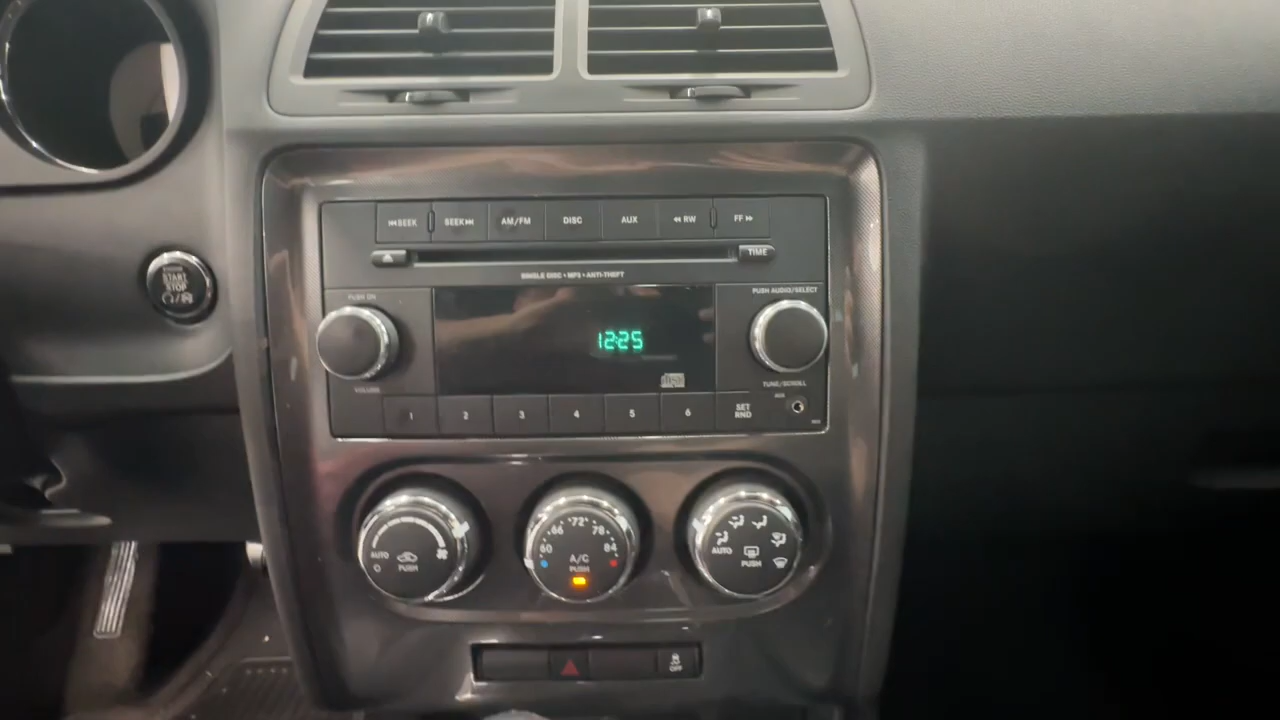 SEEK
SEEK
AM/FM
DISC
AUX
RW
FF
TIME
SINGLE DISC • MP3 • ANTI-THEFT
START
STOP
PUSH ON
PUSH AUDIO/SELECT
12:25
VOLUME
TUNE/SCROLL
1
2
3
4
5
6
SET
RND
66
72
78
60
84
A/C
PUSH
AUTO
O
PUSH
AUTO
PUSH
OFF